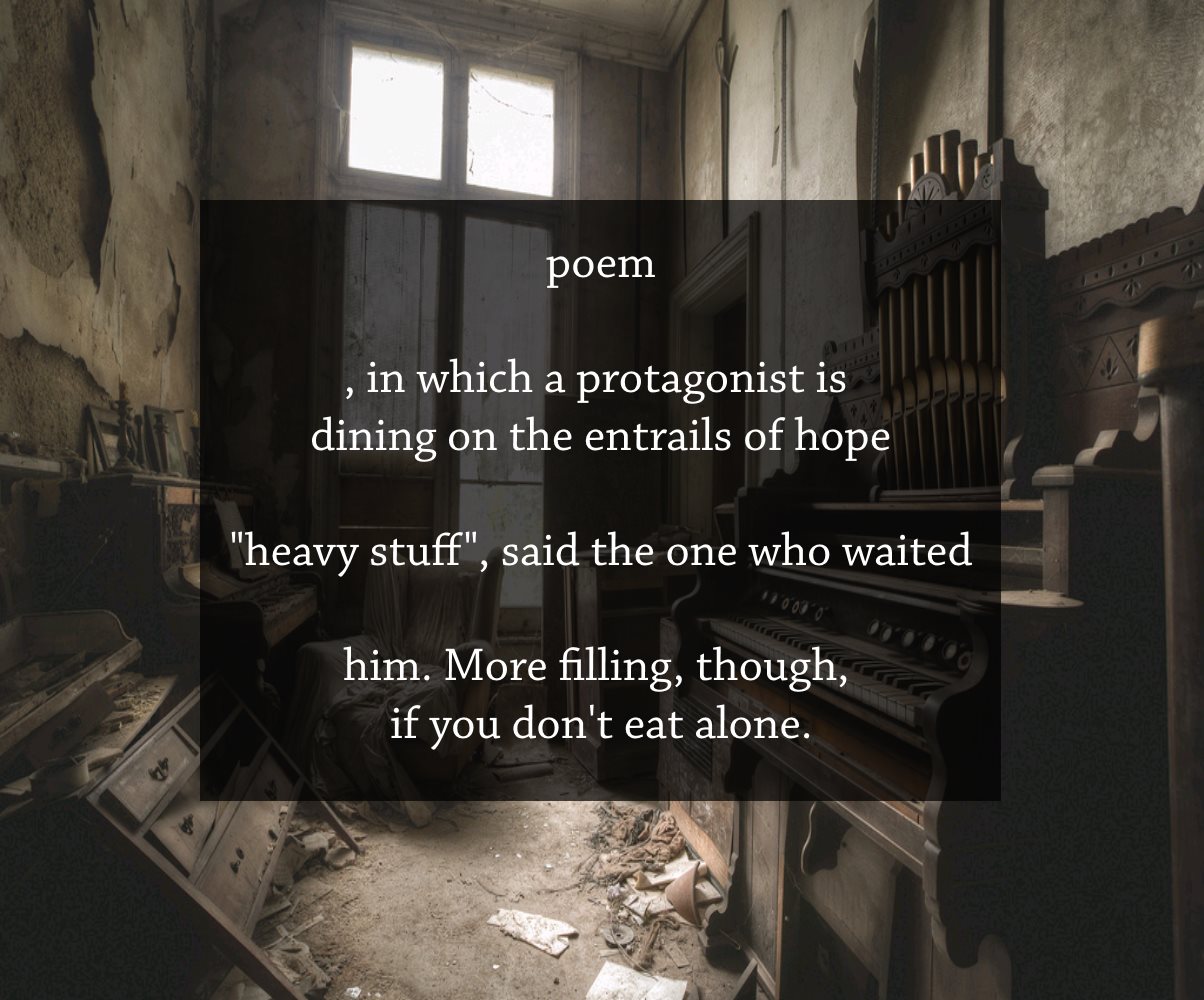 poem
, in which a protagonist is
dining on the entrails of hope
"heavy stuff", said the one who waited
him. More filling, though,
if you don't eat alone.